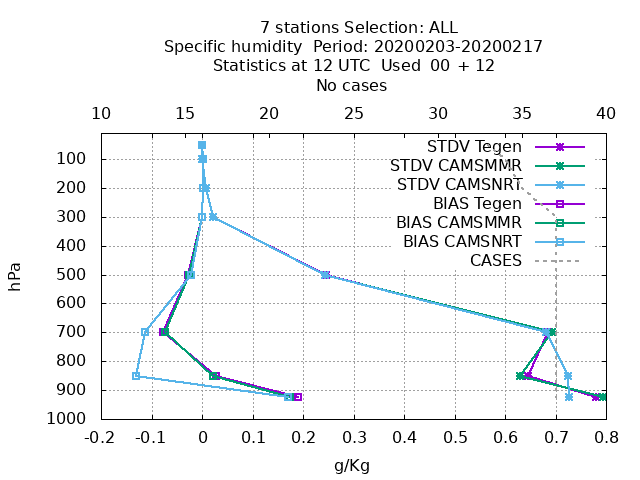 7 stations Selection: ALL
Specific humidity  Period: 20200203-20200217
Statistics at 12 UTC  Used  00 + 12
No cases
10 15 16 21 26 30 35 40
STDV Tegen
STDV CAMSMMR
STDV CAMSNRT
BIAS Tegen
BIAS CAMSMMR
BIAS CAMSNRT
CASES
100
200
300
400
500
600
700
800
900
1000
hPa
-0.2 -0.1 0 0.1 0.2 0.3 0.4 0.5 0.6 0.7 0.8
g/Kg